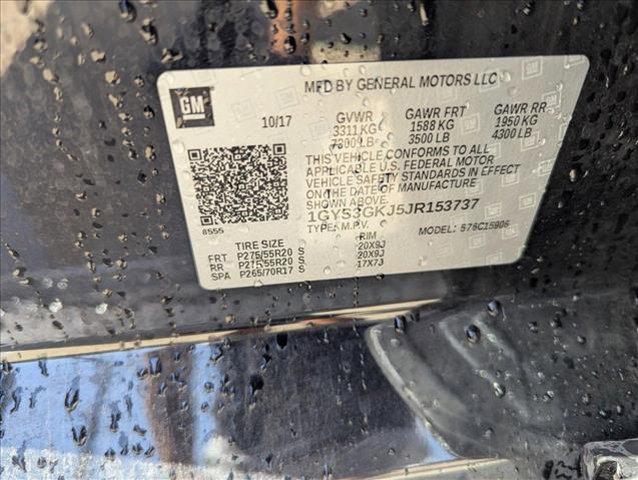 MFD BY GENERAL MOTORS LLC
GM
10/17 GVWR GAWR FRT GAWR RR
3311 KG 1588 KG 1950 KG
7300 LB 3500 LB 4300 LB
THIS VEHICLE CONFORMS TO ALL
APPLICABLE U.S. FEDERAL MOTOR
VEHICLE SAFETY STANDARDS IN EFFECT
ON THE DATE OF MANUFACTURE
SHOWN ABOVE.
1GYS3GKJ5JR153737
8555 TYPE: M.P.V. MODEL:
TIRE SIZE RIM
FRT P275/55R20 S 20X9J
RR P275/55R20 S 20X9J
SPA P265/70R17 S 17X7J